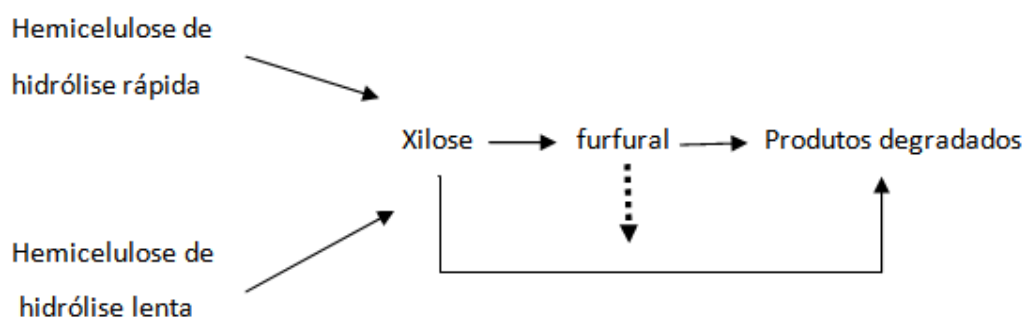 Hemicelulose de
hidrólise rápida
Xilose furfural Produtos degradados
Hemicelulose de
hidrólise lenta